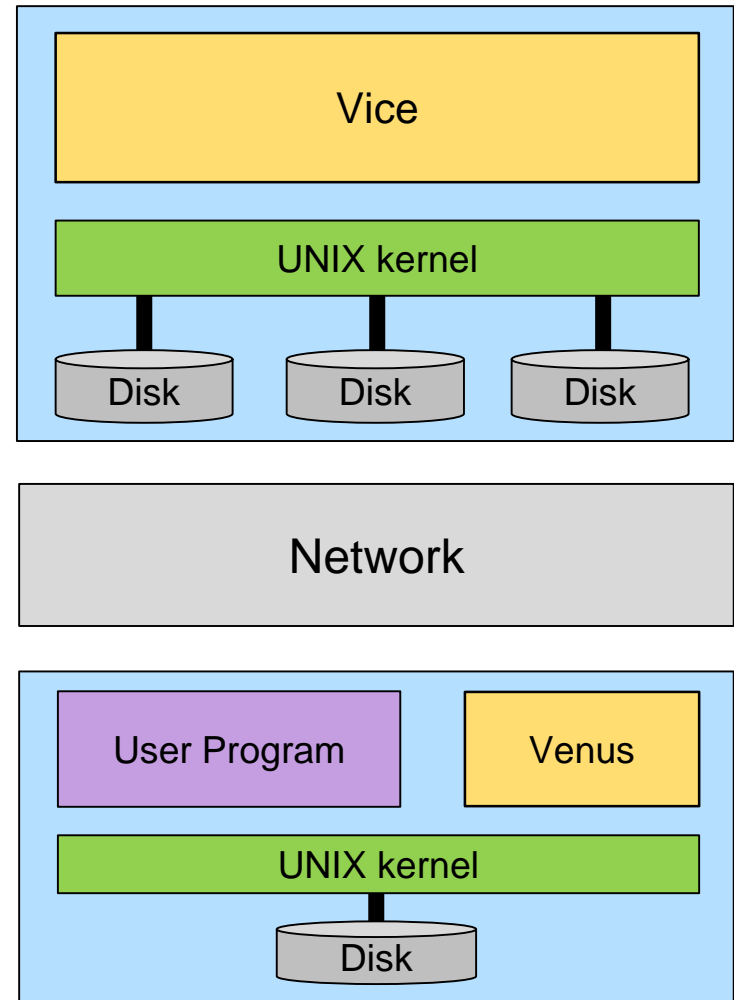 Vice
UNIX kernel
Disk Disk Disk
Network
User Program Venus
UNIX kernel
Disk